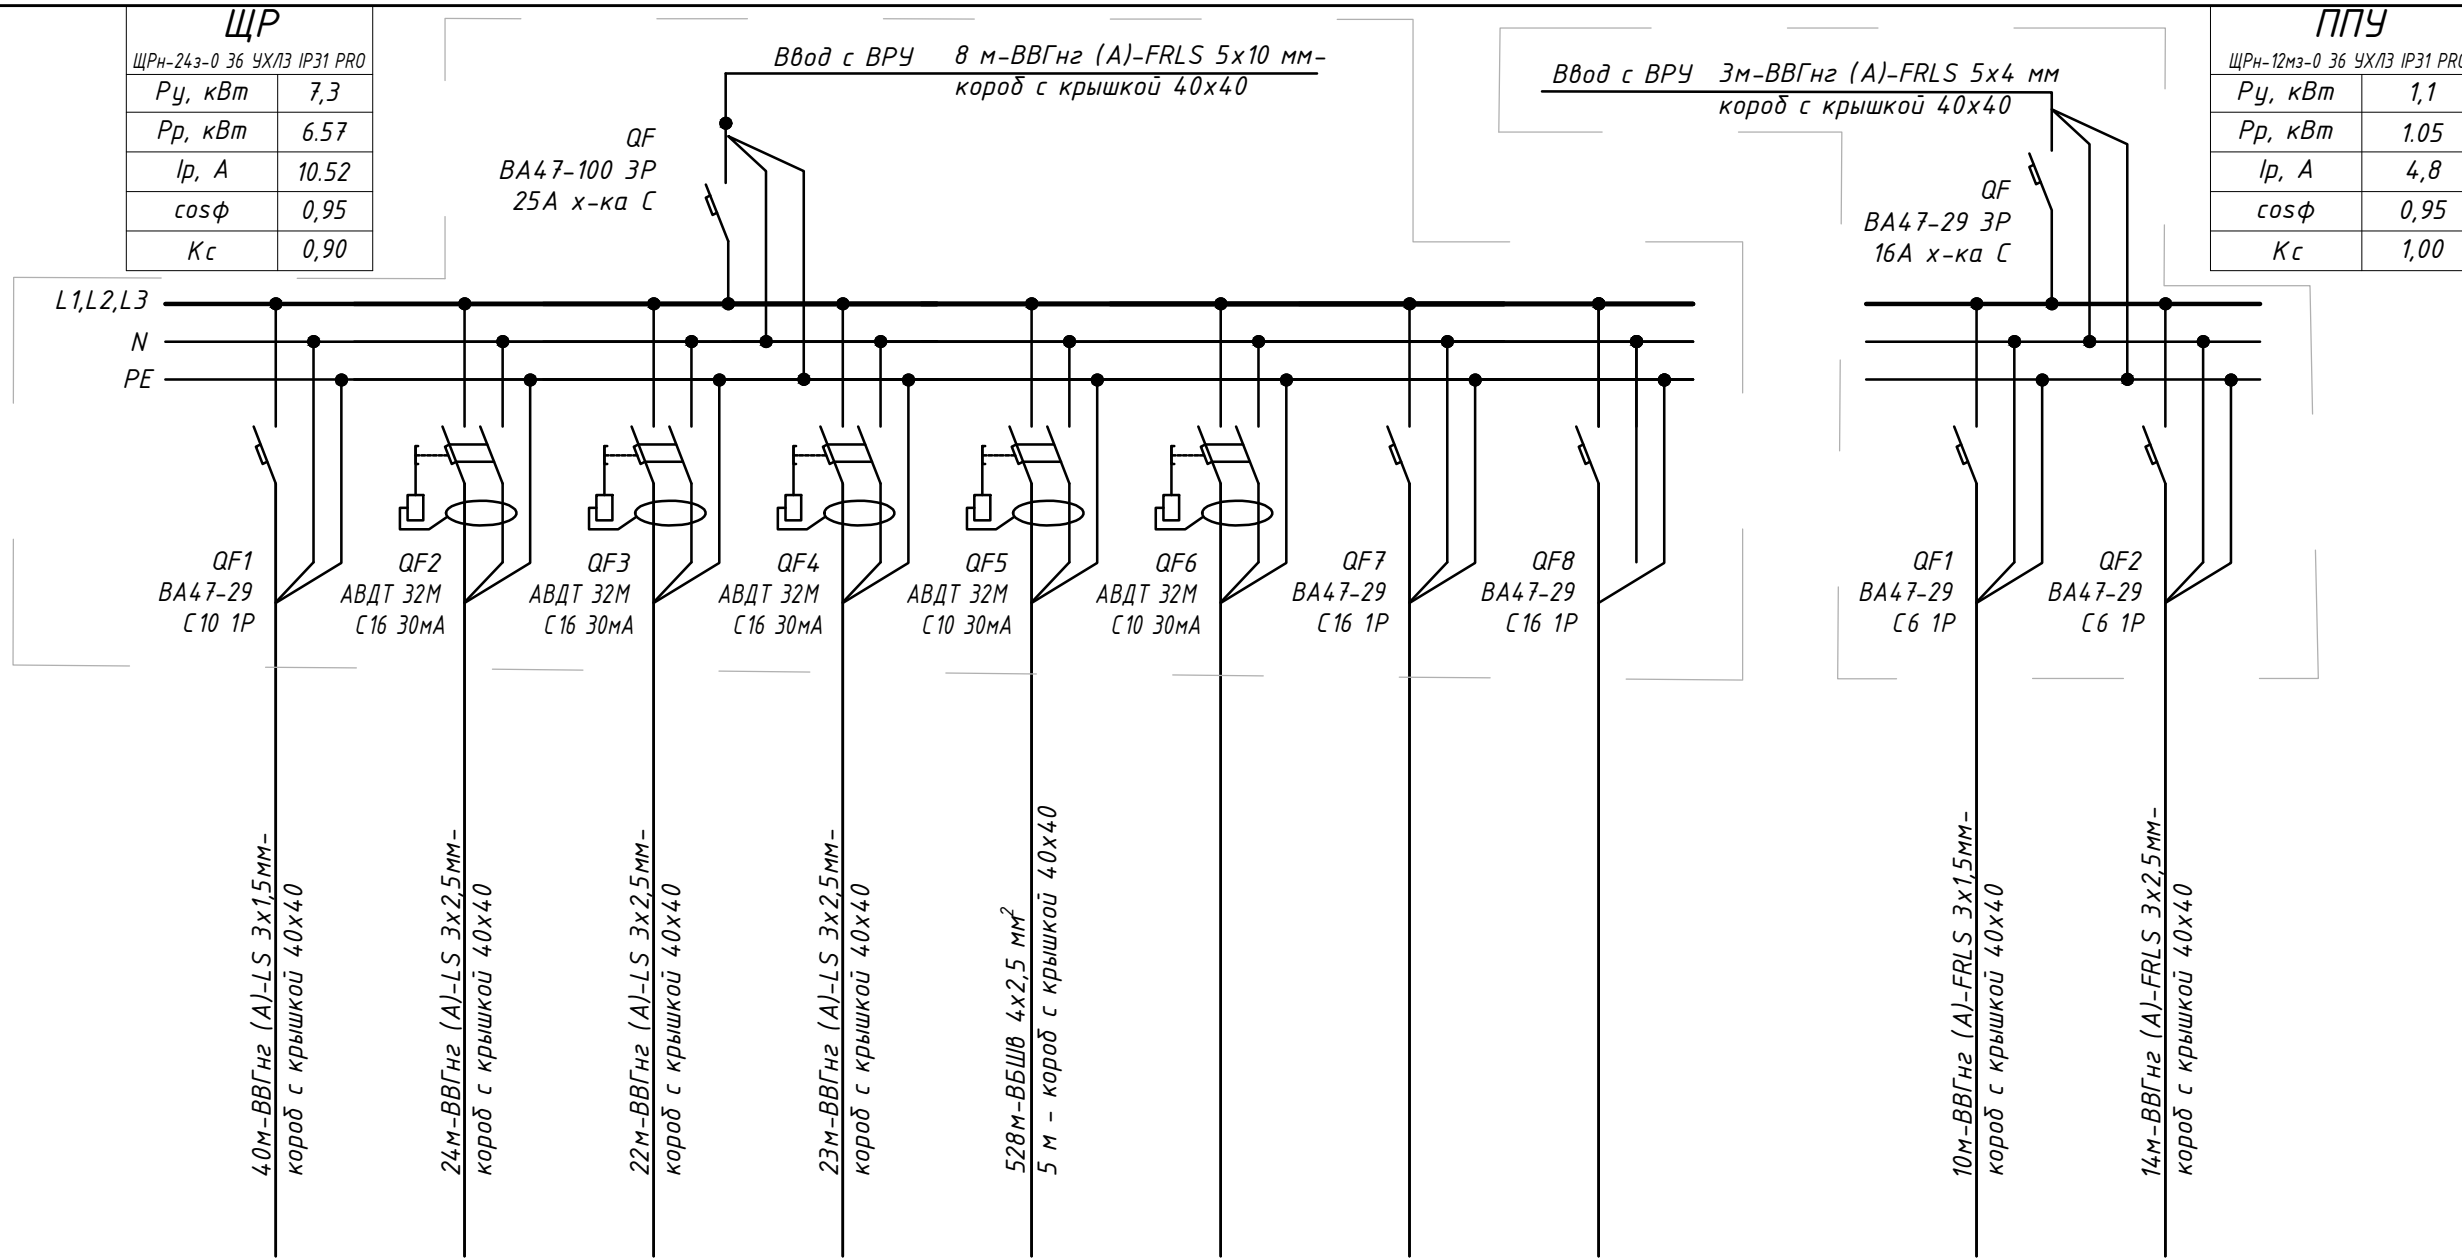 ЩР
ЩРн-24з-0 36 УХЛ3 IP31 PRO
Ру, кВт 7,3
Рр, кВт 6.57
Iр, А 10.52
cosф 0,95
Кс 0,90
Ввод с ВРУ 8 м-ВВГнг (А)-FRLS 5х10 мм-
короб с крышкой 40х40
QF
ВА47-100 3Р
25А х-ка С
Ввод с ВРУ 3м-ВВГнг (А)-FRLS 5х4 мм
короб с крышкой 40х40
QF
ВА47-29 3Р
16А х-ка С
ППУ
ЩРн-12мз-0 36 УХЛ3 IP31 PRO
Ру, кВт 1,1
Рр, кВт 1.05
Iр, А 4,8
cosф 0,95
Кс 1,00
L1,L2,L3
N
PE
QF1
ВА47-29
С10 1Р
QF2
АВДТ 32М
С16 30мА
QF3
АВДТ 32М
С16 30мА
QF4
АВДТ 32М
С16 30мА
QF5
АВДТ 32М
С10 30мА
QF6
АВДТ 32М
С10 30мА
QF7
ВА47-29
С16 1Р
QF8
ВА47-29
С16 1Р
QF1
ВА47-29
С6 1Р
QF2
ВА47-29
С6 1Р
40м-ВВГнг (А)-LS 3х1,5мм-
короб с крышкой 40х40
24м-ВВГнг (А)-LS 3х2,5мм-
короб с крышкой 40х40
22м-ВВГнг (А)-LS 3х2,5мм-
короб с крышкой 40х40
23м-ВВГнг (А)-LS 3х2,5мм-
короб с крышкой 40х40
528м-ВБШВ 4х2,5 мм²
5 м - короб с крышкой 40х40
10м-ВВГнг (А)-FRLS 3х1,5мм-
короб с крышкой 40х40
14м-ВВГнг (А)-FRLS 3х2,5мм-
короб с крышкой 40х40